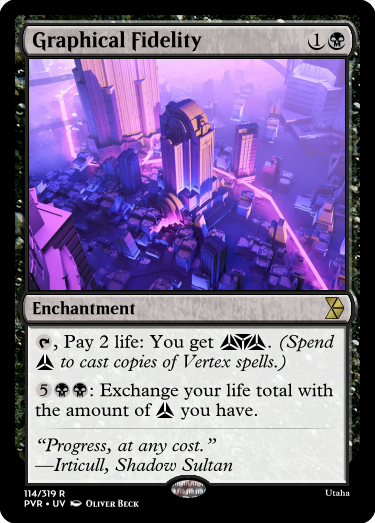 Graphical Fidelity 1
Enchantment
, Pay 2 life: You get . (Spend
to cast copies of Vertex spells.)
5 : Exchange your life total with
the amount of you have.
“Progress, at any cost.”
—Irticull, Shadow Sultan
114/319 R Utaha
PVR • UV OLIVER BECK